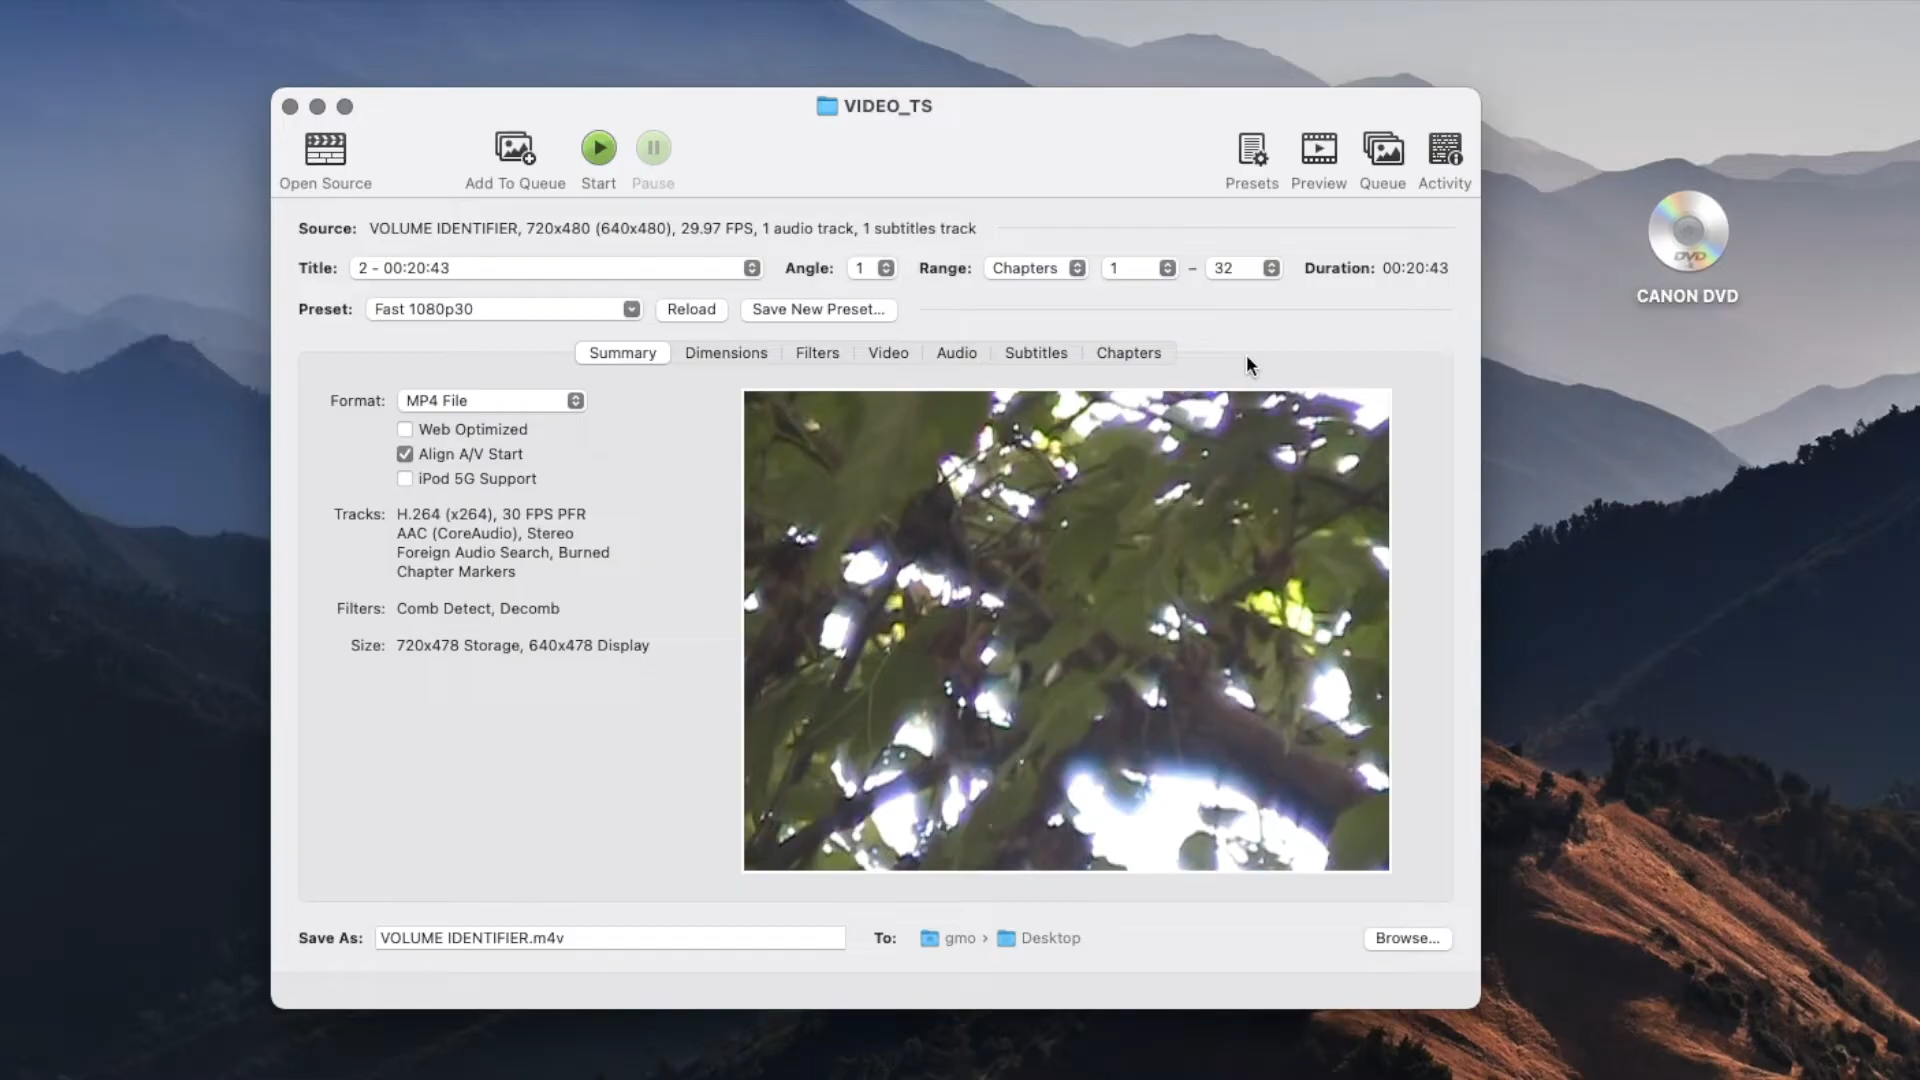 VIDEO_TS
Open Source
Add To Queue
Start
Pause
Presets
Preview
Queue
Activity
Source: VOLUME IDENTIFIER, 720x480 (640x480), 29.97 FPS, 1 audio track, 1 subtitles track
Title: 2 - 00:20:43 Angle: 1 Range: Chapters 1 – 32 Duration: 00:20:43
Preset: Fast 1080p30 Reload Save New Preset...
Summary Dimensions Filters Video Audio Subtitles Chapters
Format: MP4 File
Web Optimized
Align A/V Start
iPod 5G Support
Tracks: H.264 (x264), 30 FPS PFR
AAC (CoreAudio), Stereo
Foreign Audio Search, Burned
Chapter Markers
Filters: Comb Detect, Decomb
Size: 720x478 Storage, 640x478 Display
Save As: VOLUME IDENTIFIER.m4v To: gmo › Desktop Browse...
DVD
CANON DVD